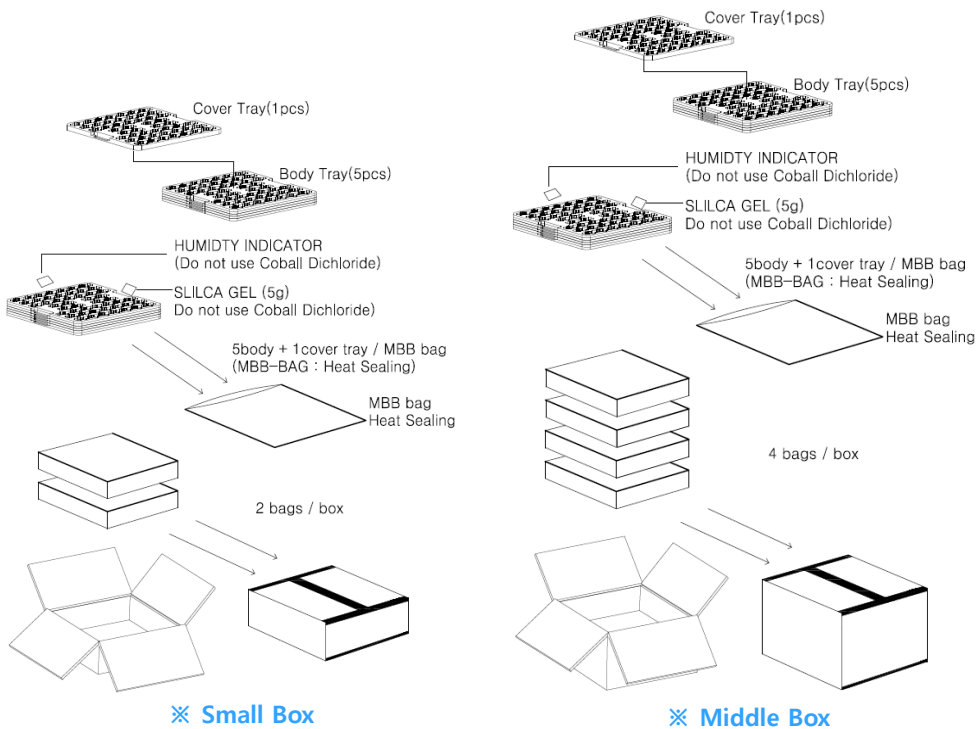 Cover Tray(1pcs)
Body Tray(5pcs)
HUMIDTY INDICATOR
(Do not use Coball Dichloride)
SLILCA GEL (5g)
Do not use Coball Dichloride)
5body + 1cover tray / MBB bag
(MBB-BAG : Heat Sealing)
MBB bag
Heat Sealing
2 bags / box
※ Small Box
Cover Tray(1pcs)
Body Tray(5pcs)
HUMIDTY INDICATOR
(Do not use Coball Dichloride)
SLILCA GEL (5g)
Do not use Coball Dichloride)
5body + 1cover tray / MBB bag
(MBB-BAG : Heat Sealing)
MBB bag
Heat Sealing
4 bags / box
※ Middle Box